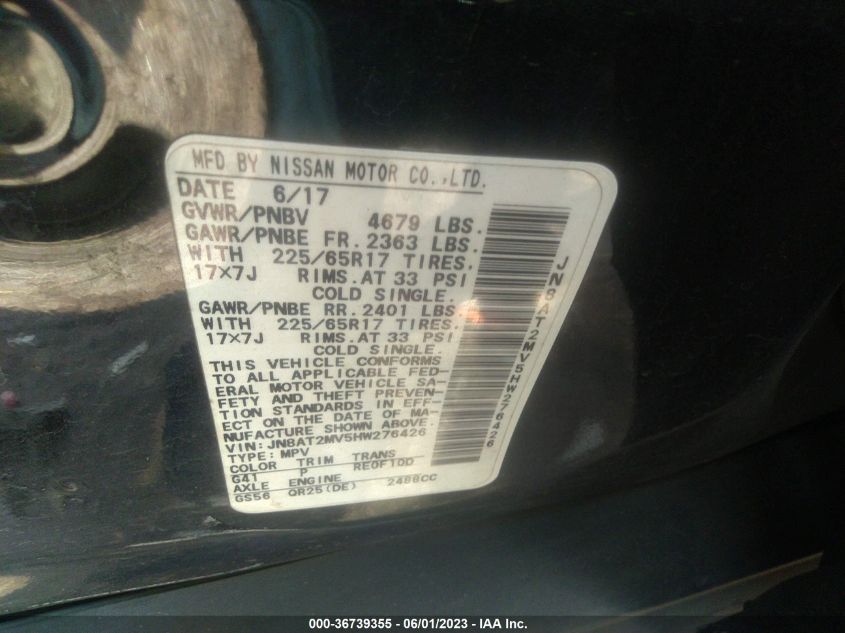 MFD BY NISSAN MOTOR CO.,LTD.
DATE 6/17
GVWR/PNBV 4679 LBS.
GAWR/PNBE FR. 2363 LBS.
WITH 225/65R17 TIRES.
17×7J RIMS.AT 33 PSI
COLD SINGLE.
GAWR/PNBE RR. 2401 LBS.
WITH 225/65R17 TIRES.
17×7J RIMS.AT 33 PSI
COLD SINGLE.
THIS VEHICLE CONFORMS
TO ALL APPLICABLE FED-
ERAL MOTOR VEHICLE SA-
FETY AND THEFT PREVEN-
TION STANDARDS IN EFF-
ECT ON THE DATE OF MA-
NUFACTURE SHOWN ABOVE.
VIN: JN8AT2MV5HW276426
TYPE: MPV
COLOR TRIM TRANS
G41 P RE0F10D
AXLE ENGINE
GS56 QR25(DE) 2488CC
JN8AT2MV5HW276426
000-36739355 - 06/01/2023 - IAA Inc.